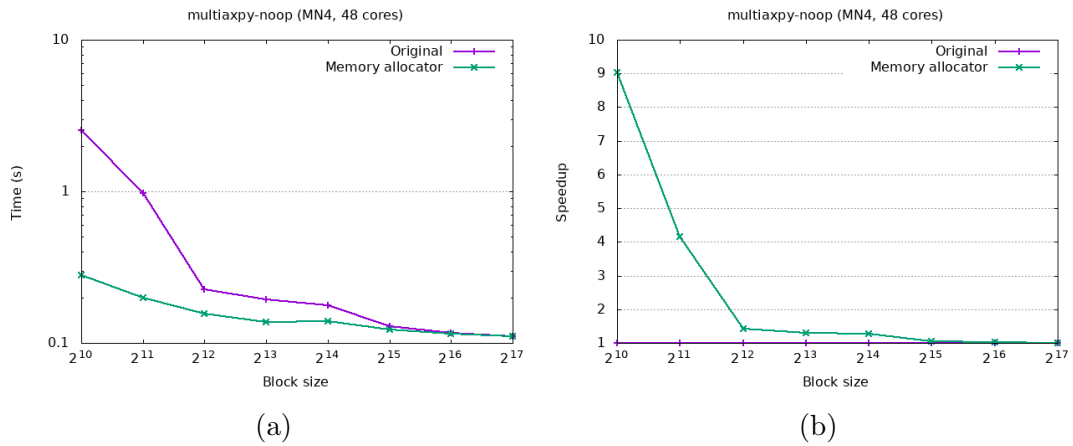 multiaxpy-noop (MN4, 48 cores)
10
1
0.1
Time (s)
Original
Memory allocator
2^10 2^11 2^12 2^13 2^14 2^15 2^16 2^17
Block size
(a)
multiaxpy-noop (MN4, 48 cores)
10
9
8
7
6
5
4
3
2
1
Speedup
Original
Memory allocator
2^10 2^11 2^12 2^13 2^14 2^15 2^16 2^17
Block size
(b)